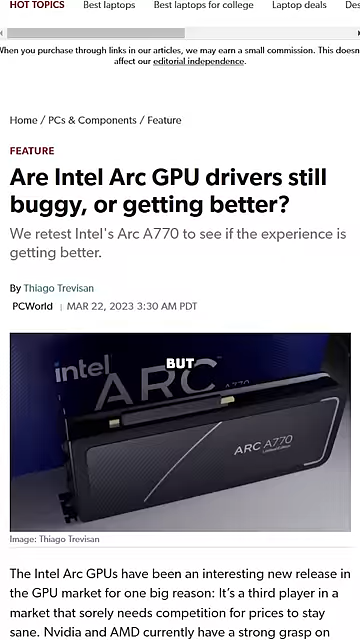 HOT TOPICS Best laptops Best laptops for college Laptop deals Des
When you purchase through links in our articles, we may earn a small commission. This doesn
affect our editorial independence.
Home / PCs & Components / Feature
FEATURE
Are Intel Arc GPU drivers still
buggy, or getting better?
We retest Intel's Arc A770 to see if the experience is
getting better.
By Thiago Trevisan
PCWorld | MAR 22, 2023 3:30 AM PDT
BUT
intel
ARC
A770
ARC A770
Limited Edition
Image: Thiago Trevisan
The Intel Arc GPUs have been an interesting new release in
the GPU market for one big reason: It's a third player in a
market that sorely needs competition for prices to stay
sane. Nvidia and AMD currently have a strong grasp on